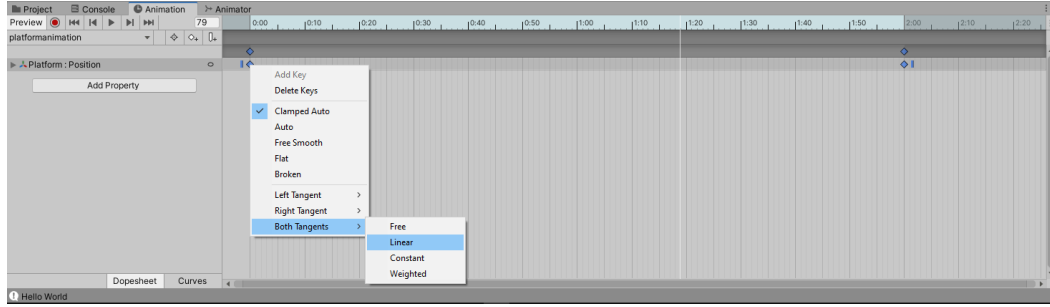 Project Console Animation Animator
Preview 79 0:00 0:10 0:20 0:30 0:40 0:50 1:00 1:10 1:20 1:30 1:40 1:50 2:00 2:10 2:20
platformanimation
Platform : Position
Add Property
Add Key
Delete Keys
Clamped Auto
Auto
Free Smooth
Flat
Broken
Left Tangent
Right Tangent
Both Tangents
Free
Linear
Constant
Weighted
Dopesheet Curves
Hello World